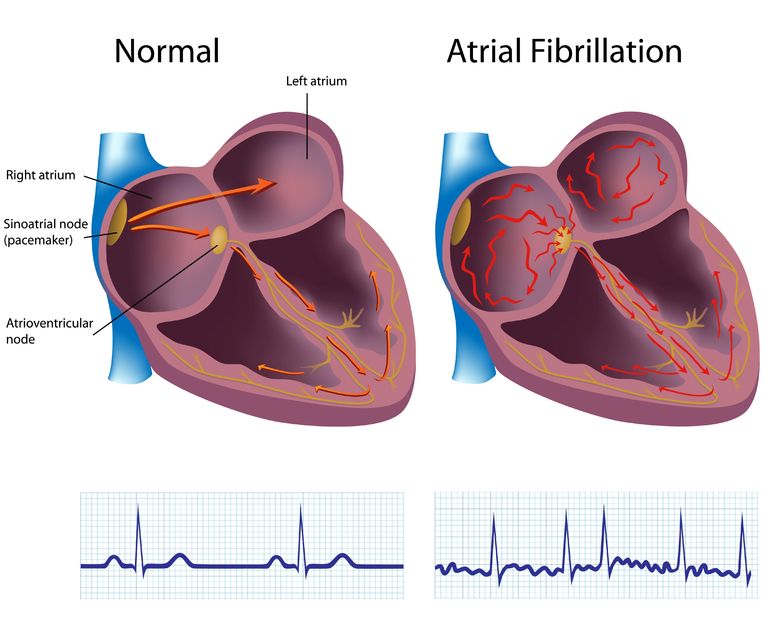 Normal
Atrial Fibrillation
Left atrium
Right atrium
Sinoatrial node
(pacemaker)
Atrioventricular
node